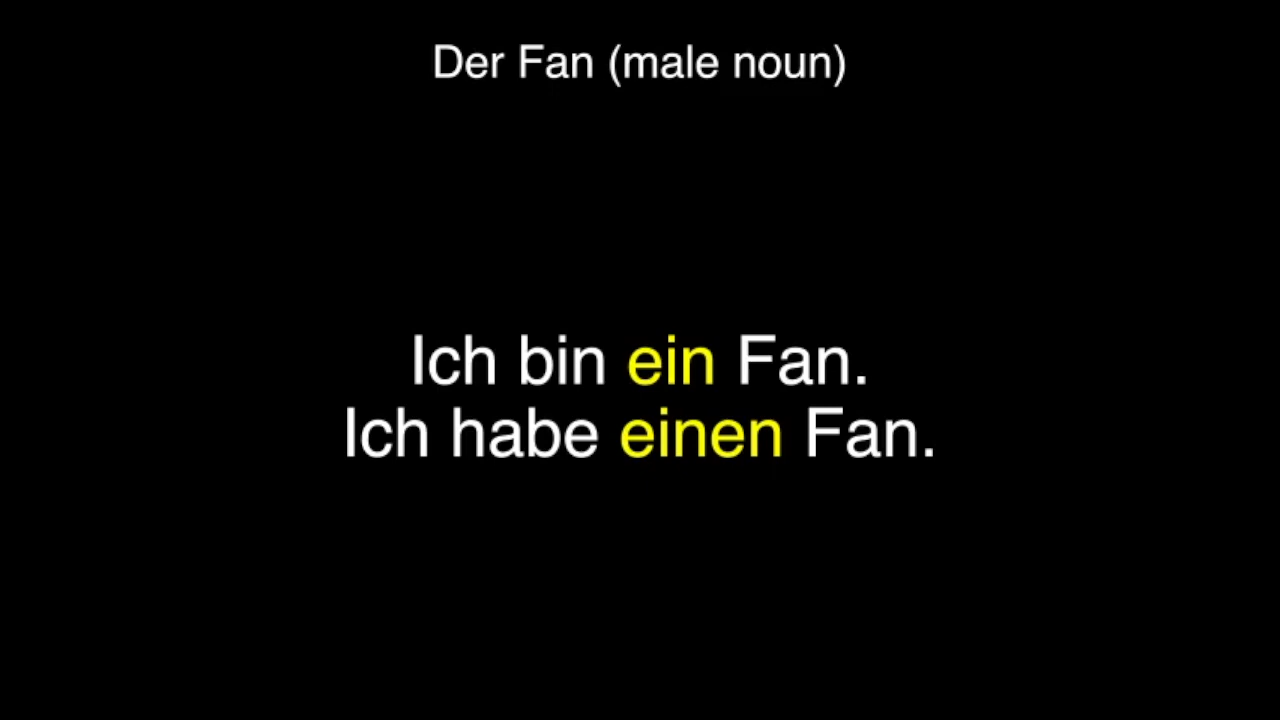 Der Fan (male noun)
Ich bin ein Fan.
Ich habe einen Fan.